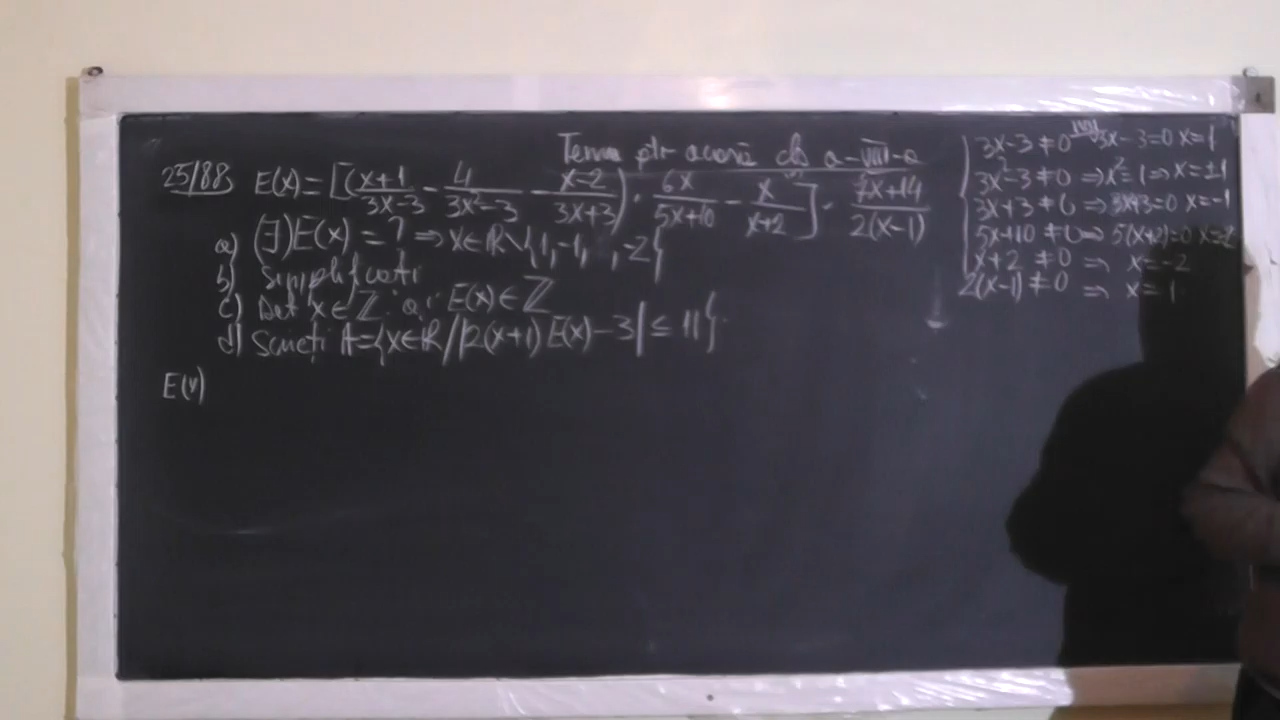 Tema ptr acasă cls a-VIII-a
25/88 E(x)=[(x+1/3x-3 - 4/3x²-3 - x-2/3x+3) · 6x/5x+10 - x/x+2] · 7x+14/2(x-1)
a) (∃)E(x)=? ⇒ x∈ℝ\{1,-1, ,-2}
b) Simplificați
c) Det x∈ℤ aî E(x)∈ℤ
d) Scrieți A={x∈ℝ/|2(x+1)E(x)-3|≤11}
E(x)
3x-3≠0 3x-3=0 x=1
3x²-3≠0 ⇒x²=1⇒x=±1
3x+3≠0 ⇒3x+3=0 x=-1
5x+10≠0⇒5(x+2)=0 x=-2
x+2≠0 ⇒ x=-2
2(x-1)≠0 ⇒ x=1